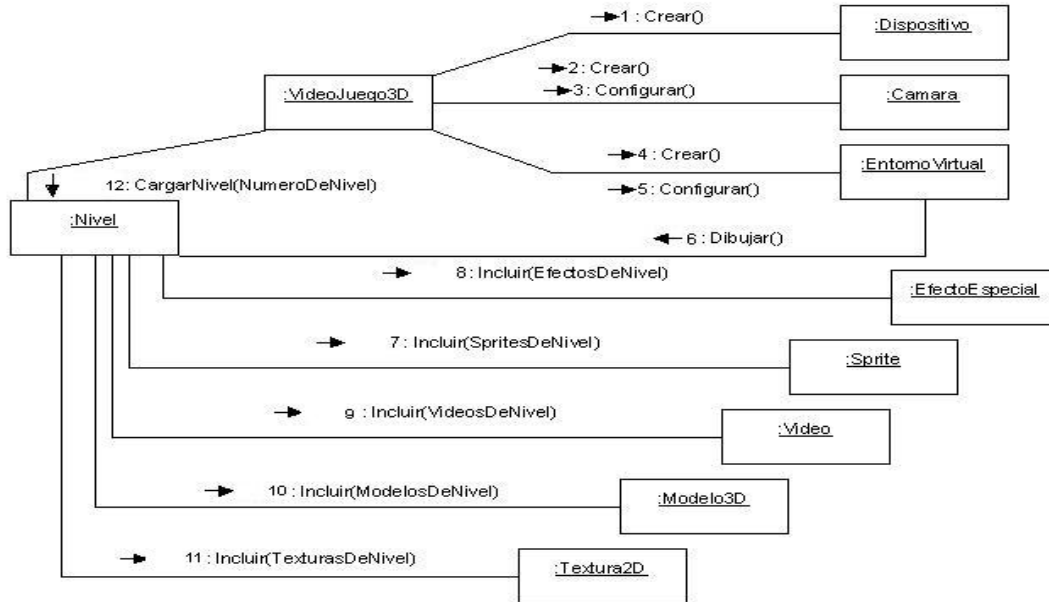 1 : Crear()
:Dispositivo
2 : Crear()
:VideoJuego3D
3 : Configurar()
:Camara
4 : Crear()
:EntornoVirtual
12: CargarNivel(NumeroDeNivel)
5 : Configurar()
:Nivel
6 : Dibujar()
8 : Incluir(EfectosDeNivel)
:EfectoEspecial
7 : Incluir(SpritesDeNivel)
:Sprite
9 : Incluir(VideosDeNivel)
:Video
10 : Incluir(ModelosDeNivel)
:Modelo3D
11 : Incluir(TexturasDeNivel)
:Textura2D